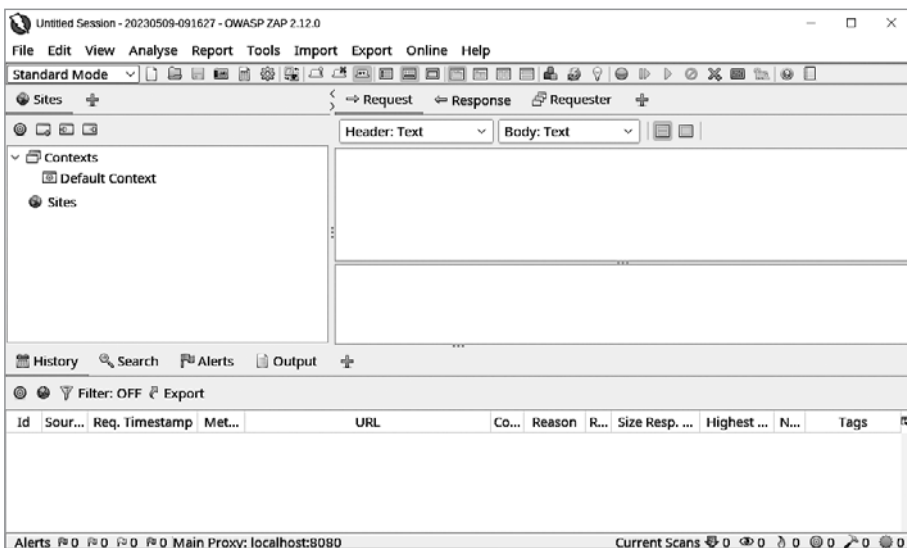 Untitled Session - 20230509-091627 - OWASP ZAP 2.12.0
File Edit View Analyse Report Tools Import Export Online Help
Standard Mode
Sites
Request Response Requester
Header: Text Body: Text
Contexts
Default Context
Sites
History Search Alerts Output
Filter: OFF Export
Id Sour... Req. Timestamp Met... URL Co... Reason R... Size Resp. ... Highest ... N... Tags
Alerts 0 0 0 0 Main Proxy: localhost:8080 Current Scans 0 0 0 0 0 0